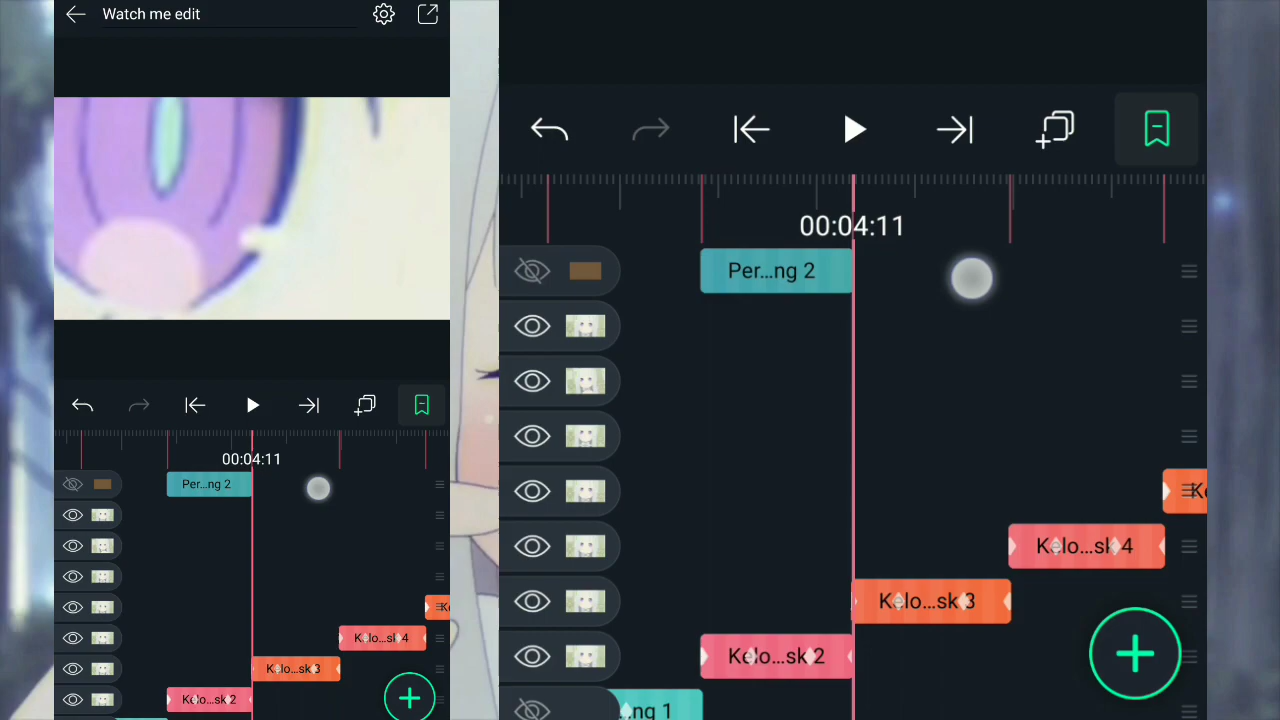 Watch me edit
00:04:11
Per...ng 2
Kelo...sk 4
Kelo...sk 3
Kelo...sk 2
00:04:11
Per...ng 2
Ke
Kelo...sk 4
Kelo...sk 3
Kelo...sk 2
...ng 1